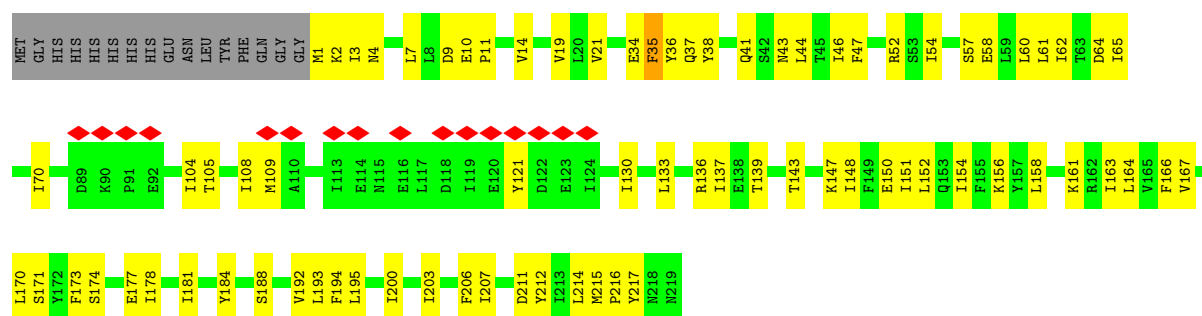 MET GLY HIS HIS HIS HIS HIS HIS GLU ASN LEU TYR PHE GLN GLY GLY M1 K2 I3 N4 L7 L8 D9 E10 P11 V14 V19 L20 V21 E34 F35 Y36 Q37 Y38 Q41 S42 N43 L44 T45 I46 F47 R52 S53 I54 S57 E58 L59 L60 L61 I62 T63 D64 I65
I70 D89 K90 P91 E92 I104 T105 I108 M109 A110 I113 E114 N115 E116 L117 D118 I119 E120 Y121 D122 E123 I124 I130 L133 R136 I137 E138 T139 T143 K147 I148 F149 E150 I151 L152 Q153 I154 F155 K156 Y157 L158 K161 R162 I163 L164 V165 F166 V167
L170 S171 Y172 F173 S174 E177 I178 I181 Y184 S188 V192 L193 F194 L195 I200 I203 F206 I207 D211 Y212 I213 L214 M215 P216 Y217 N218 N219